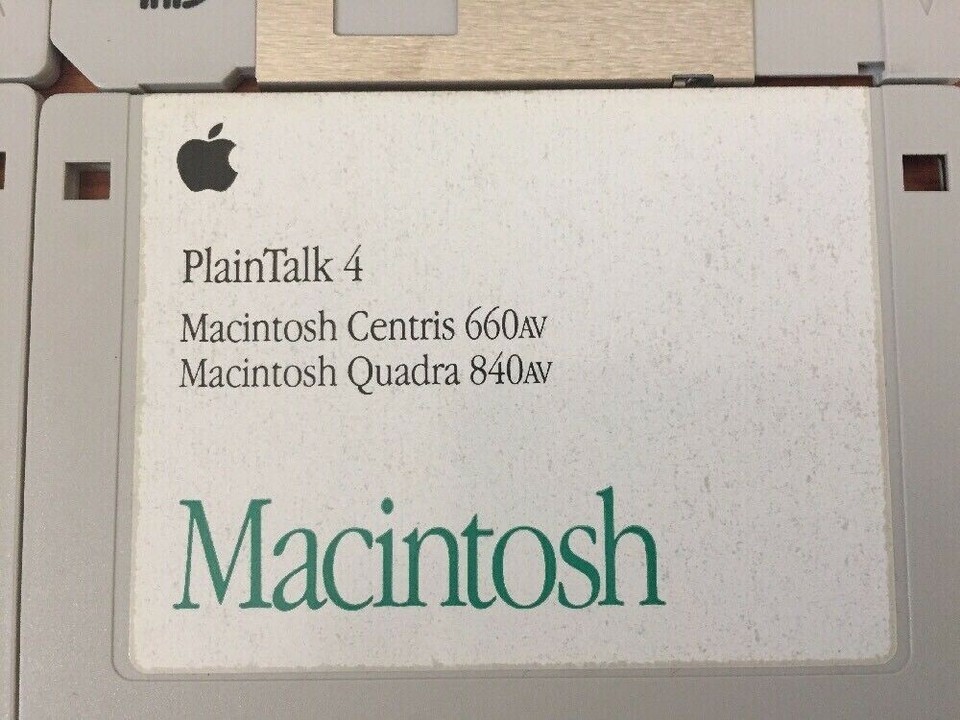 PlainTalk 4
Macintosh Centris 660AV
Macintosh Quadra 840AV
Macintosh